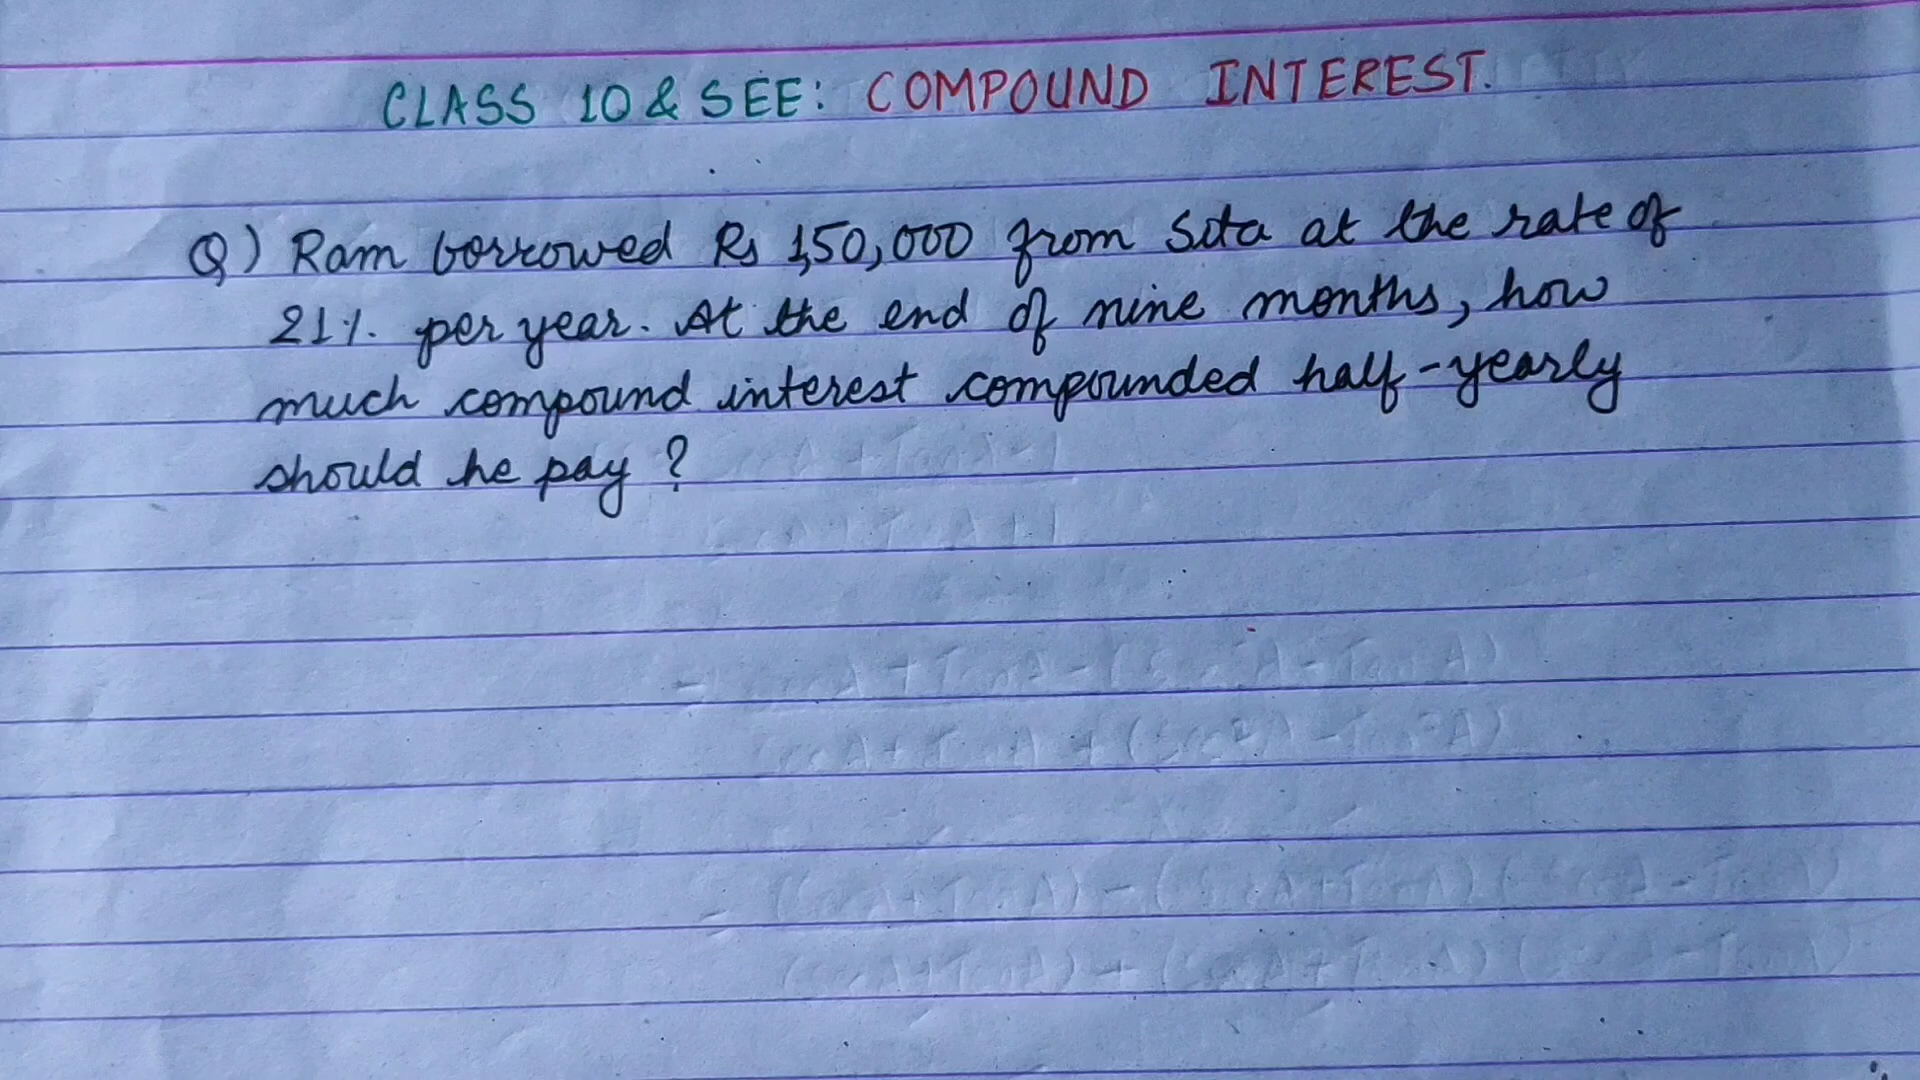 CLASS 10 & SEE: COMPOUND INTEREST.
Q) Ram borrowed Rs 1,50,000 from Sita at the rate of
21%. per year. At the end of nine months, how
much compound interest compounded half-yearly
should he pay ?